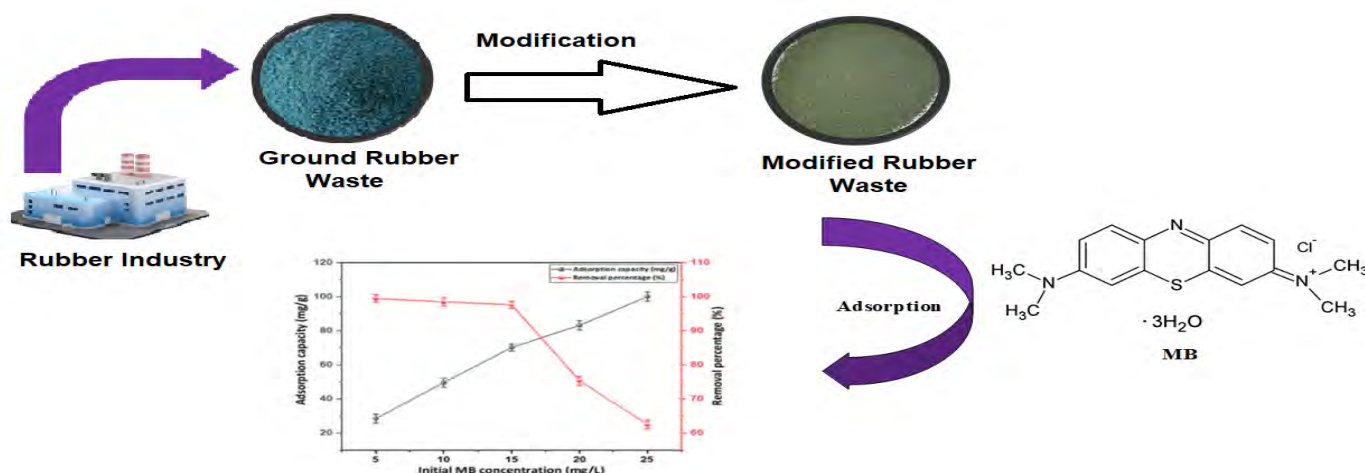 Modification
Ground Rubber
Waste
Modified Rubber
Waste
Rubber Industry
Adsorption capacity (mg/g)
Removal percentage (%)
Adsorption capacity (mg/g)
120
100
80
60
40
20
110
100
90
80
70
60
Removal percentage (%)
5 10 15 20 25
Initial MB concentration (mg/L)
Adsorption
N
Cl⁻
H₃C
N
CH₃
S
N⁺
CH₃
CH₃
· 3H₂O
MB